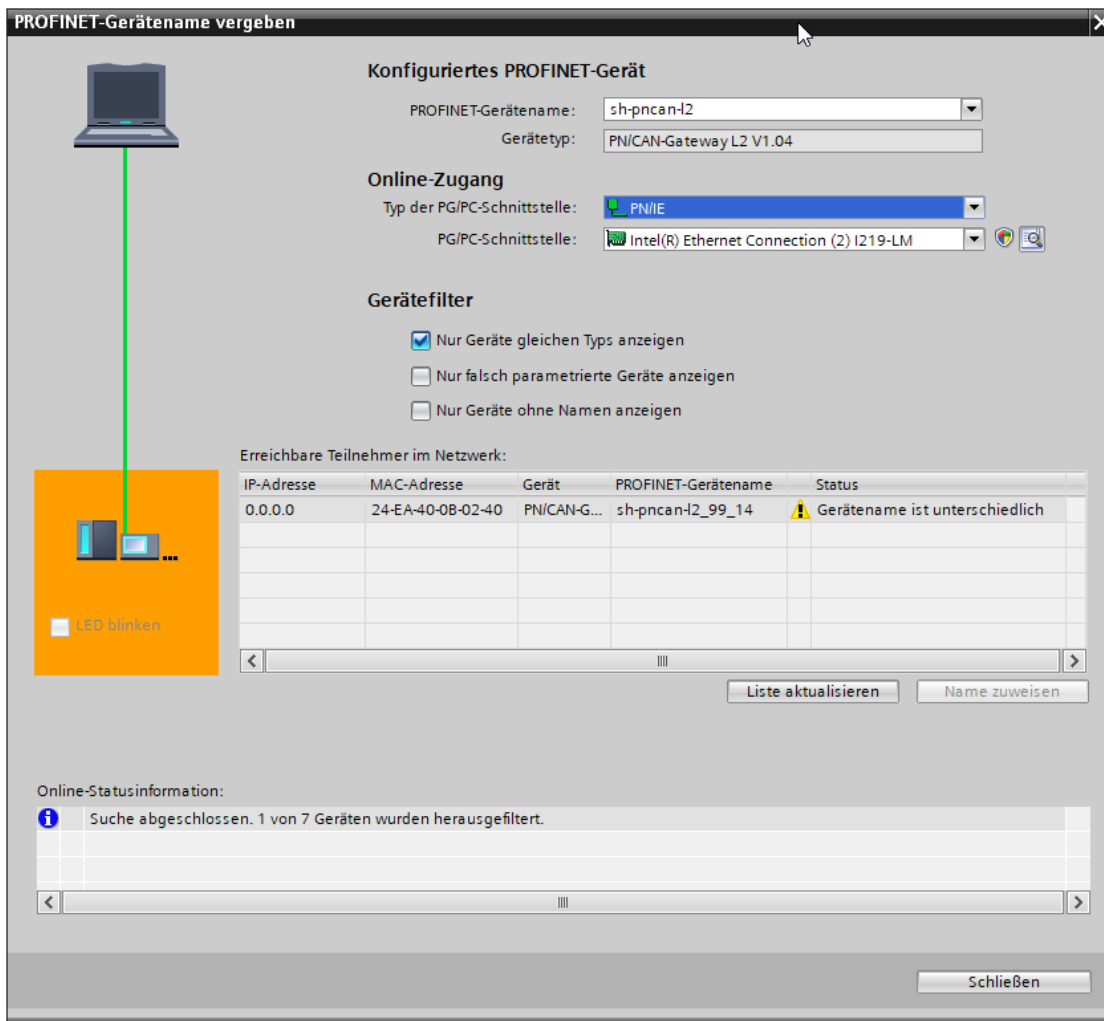 PROFINET-Gerätename vergeben
Konfiguriertes PROFINET-Gerät
PROFINET-Gerätename: sh-pncan-l2
Gerätetyp: PN/CAN-Gateway L2 V1.04
Online-Zugang
Typ der PG/PC-Schnittstelle: PN/IE
PG/PC-Schnittstelle: Intel(R) Ethernet Connection (2) I219-LM
Gerätefilter
Nur Geräte gleichen Typs anzeigen
Nur falsch parametrierte Geräte anzeigen
Nur Geräte ohne Namen anzeigen
Erreichbare Teilnehmer im Netzwerk:
IP-Adresse MAC-Adresse Gerät PROFINET-Gerätename Status
0.0.0.0 24-EA-40-0B-02-40 PN/CAN-G... sh-pncan-l2_99_14 Gerätename ist unterschiedlich
LED blinken
Liste aktualisieren Name zuweisen
Online-Statusinformation:
Suche abgeschlossen. 1 von 7 Geräten wurden herausgefiltert.
Schließen